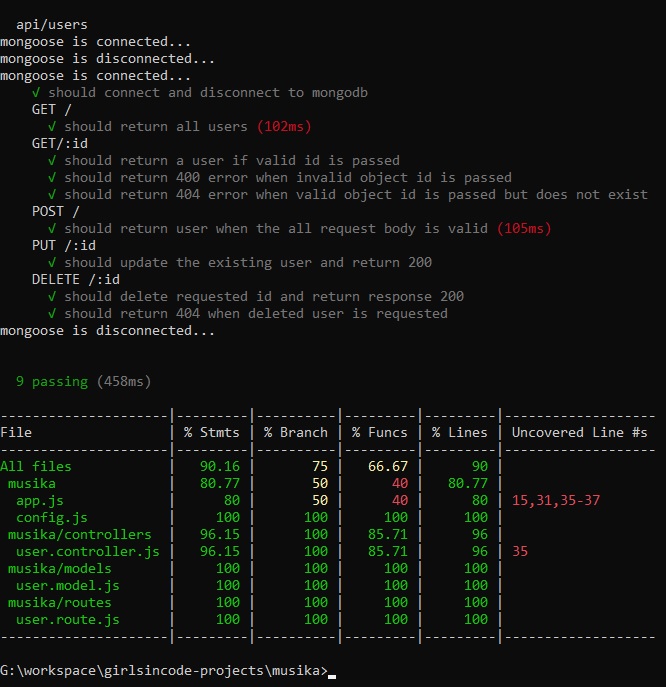 api/users
mongoose is connected...
mongoose is disconnected...
mongoose is connected...
    √ should connect and disconnect to mongodb
    GET /
      √ should return all users (102ms)
    GET/:id
      √ should return a user if valid id is passed
      √ should return 400 error when invalid object id is passed
      √ should return 404 error when valid object id is passed but does not exist
    POST /
      √ should return user when the all request body is valid (105ms)
    PUT /:id
      √ should update the existing user and return 200
    DELETE /:id
      √ should delete requested id and return response 200
      √ should return 404 when deleted user is requested
mongoose is disconnected...
  9 passing (458ms)
---------------------|---------|----------|---------|---------|-------------------
File                 | % Stmts | % Branch | % Funcs | % Lines | Uncovered Line #s
---------------------|---------|----------|---------|---------|-------------------
All files            |   90.16 |       75 |   66.67 |      90 |
 musika              |   80.77 |       50 |      40 |   80.77 |
  app.js             |      80 |       50 |      40 |      80 | 15,31,35-37
  config.js          |     100 |      100 |     100 |     100 |
 musika/controllers  |   96.15 |      100 |   85.71 |      96 |
  user.controller.js |   96.15 |      100 |   85.71 |      96 | 35
 musika/models       |     100 |      100 |     100 |     100 |
  user.model.js      |     100 |      100 |     100 |     100 |
 musika/routes       |     100 |      100 |     100 |     100 |
  user.route.js      |     100 |      100 |     100 |     100 |
---------------------|---------|----------|---------|---------|-------------------
G:\workspace\girlsincode-projects\musika>